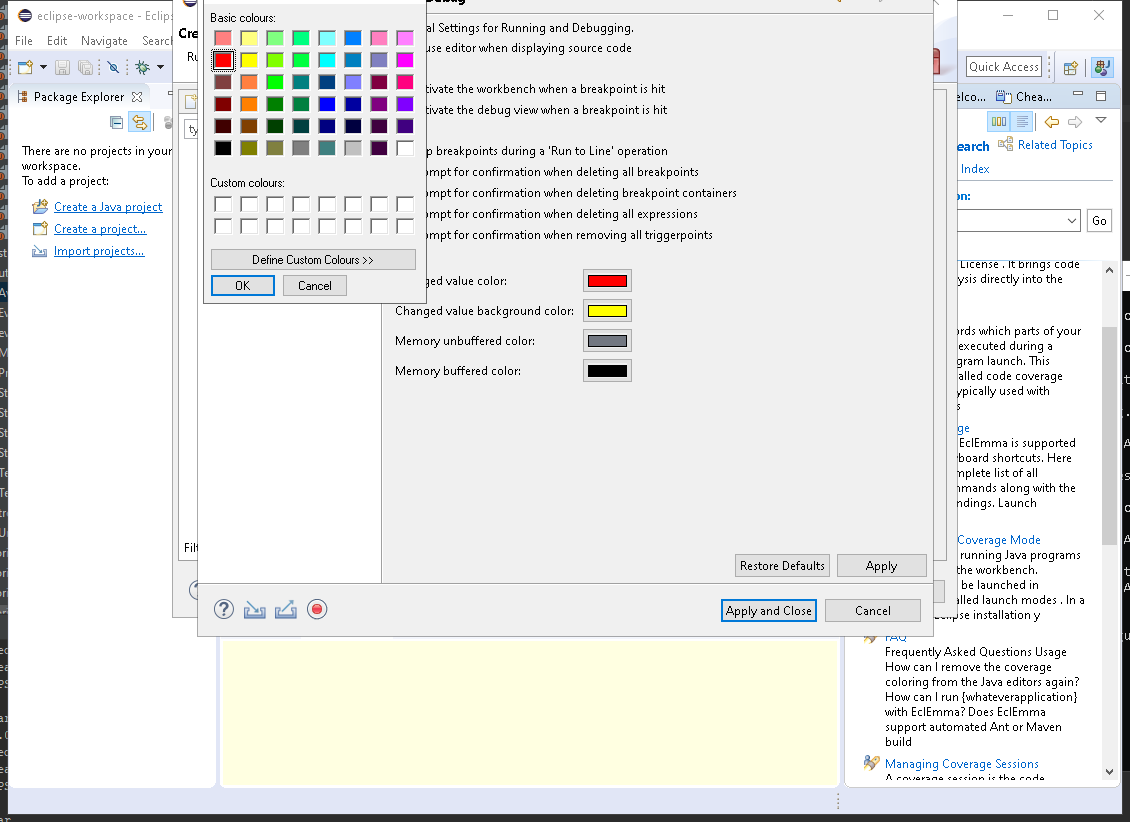 eclipse-workspace - Eclips
File Edit Navigate Searc
Quick Access
Package Explorer
There are no projects in your
workspace.
To add a project:
Create a Java project
Create a project...
Import projects...
Cre
Ru
ty
Filt
Basic colours:
Custom colours:
Define Custom Colours >>
OK Cancel
Debug
al Settings for Running and Debugging.
use editor when displaying source code
tivate the workbench when a breakpoint is hit
tivate the debug view when a breakpoint is hit
p breakpoints during a 'Run to Line' operation
ompt for confirmation when deleting all breakpoints
ompt for confirmation when deleting breakpoint containers
ompt for confirmation when deleting all expressions
ompt for confirmation when removing all triggerpoints
ged value color:
Changed value background color:
Memory unbuffered color:
Memory buffered color:
Restore Defaults Apply
Apply and Close Cancel
elco... Chea...
earch Related Topics
Index
on:
Go
License . It brings code
ysis directly into the
rds which parts of your
executed during a
gram launch. This
alled code coverage
ypically used with
s
ge
EclEmma is supported
board shortcuts. Here
mplete list of all
mmands along with the
ndings. Launch
Coverage Mode
running Java programs
the workbench.
be launched in
alled launch modes . In a
Eclipse installation y
FAQ
Frequently Asked Questions Usage
How can I remove the coverage
coloring from the Java editors again?
How can I run {whateverapplication}
with EclEmma? Does EclEmma
support automated Ant or Maven
build
Managing Coverage Sessions
A coverage session is the code